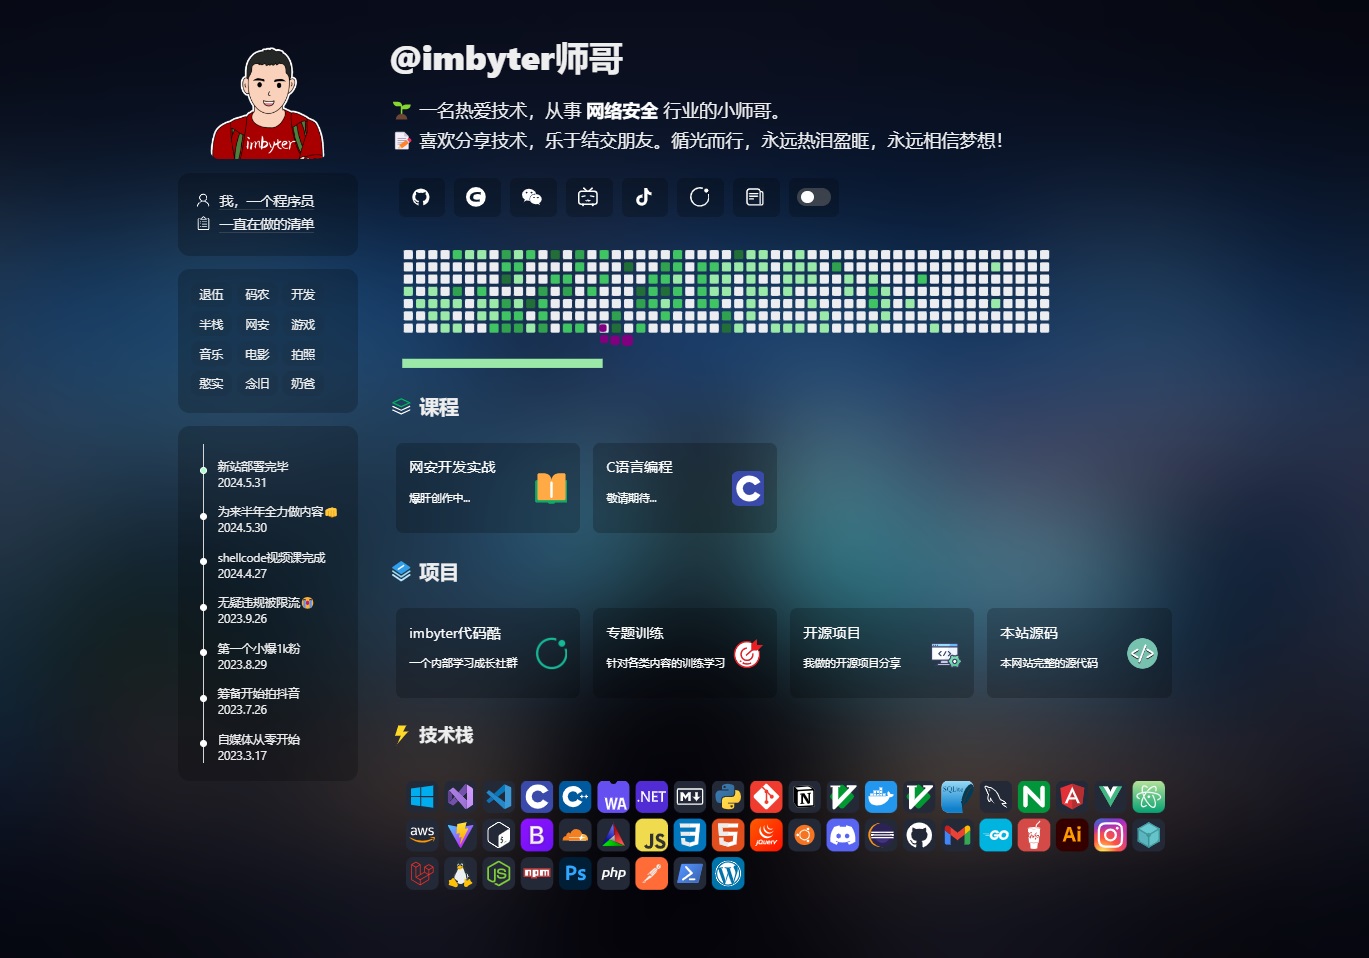 @imbyter师哥
🌱 一名热爱技术，从事 网络安全 行业的小师哥。
📝 喜欢分享技术，乐于结交朋友。循光而行，永远热泪盈眶，永远相信梦想！
imbyter
我，一个程序员
一直在做的清单
退伍 码农 开发
半栈 网安 游戏
音乐 电影 拍照
憨实 念旧 奶爸
新站部署完毕
2024.5.31
为来半年全力做内容👊
2024.5.30
shellcode视频课完成
2024.4.27
无疑违规被限流😭
2023.9.26
第一个小爆1k粉
2023.8.29
筹备开始拍抖音
2023.7.26
自媒体从零开始
2023.3.17
课程
网安开发实战
爆肝创作中...
C语言编程
敬请期待...
C
项目
imbyter代码酷
一个内部学习成长社群
专题训练
针对各类内容的训练学习
开源项目
我做的开源项目分享
本站源码
本网站完整的源代码
</>
⚡ 技术栈
C C++ WA .NET M N SQLite N A
aws B JS 3 5 jQuery GO Ai
npm Ps php W